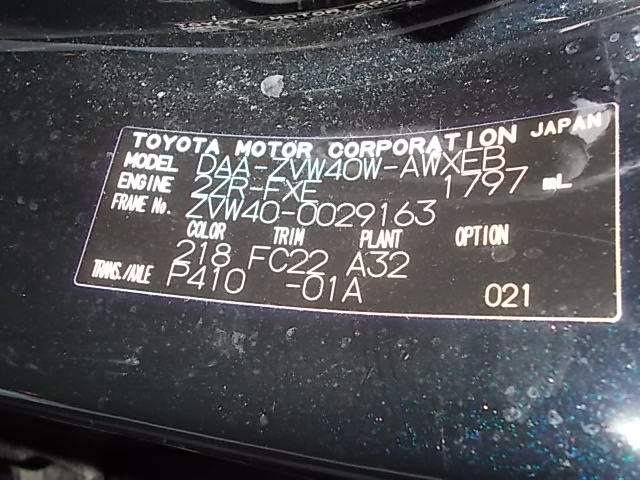 TOYOTA MOTOR CORPORATION JAPAN
MODEL DAA-ZVW40W-AWXEB
ENGINE 2ZR-FXE 1797 mL
FRAME No. ZVW40-0029163
COLOR TRIM PLANT OPTION
218 FC22 A32
TRANS./AXLE P410 -01A 021